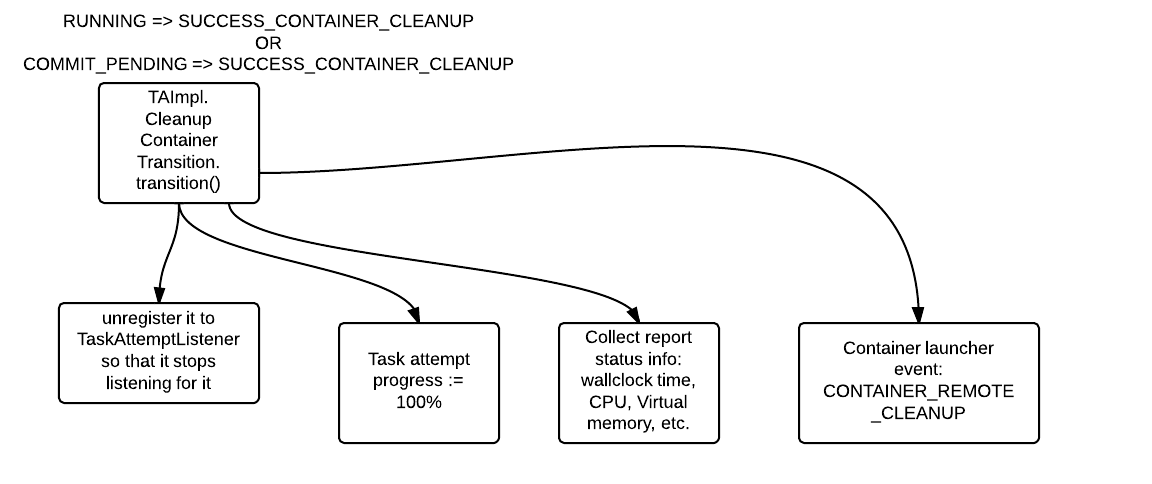 RUNNING => SUCCESS_CONTAINER_CLEANUP
OR
COMMIT_PENDING => SUCCESS_CONTAINER_CLEANUP
TAImpl.
Cleanup
Container
Transition.
transition()
unregister it to
TaskAttemptListener
so that it stops
listening for it
Task attempt
progress :=
100%
Collect report
status info:
wallclock time,
CPU, Virtual
memory, etc.
Container launcher
event:
CONTAINER_REMOTE
_CLEANUP